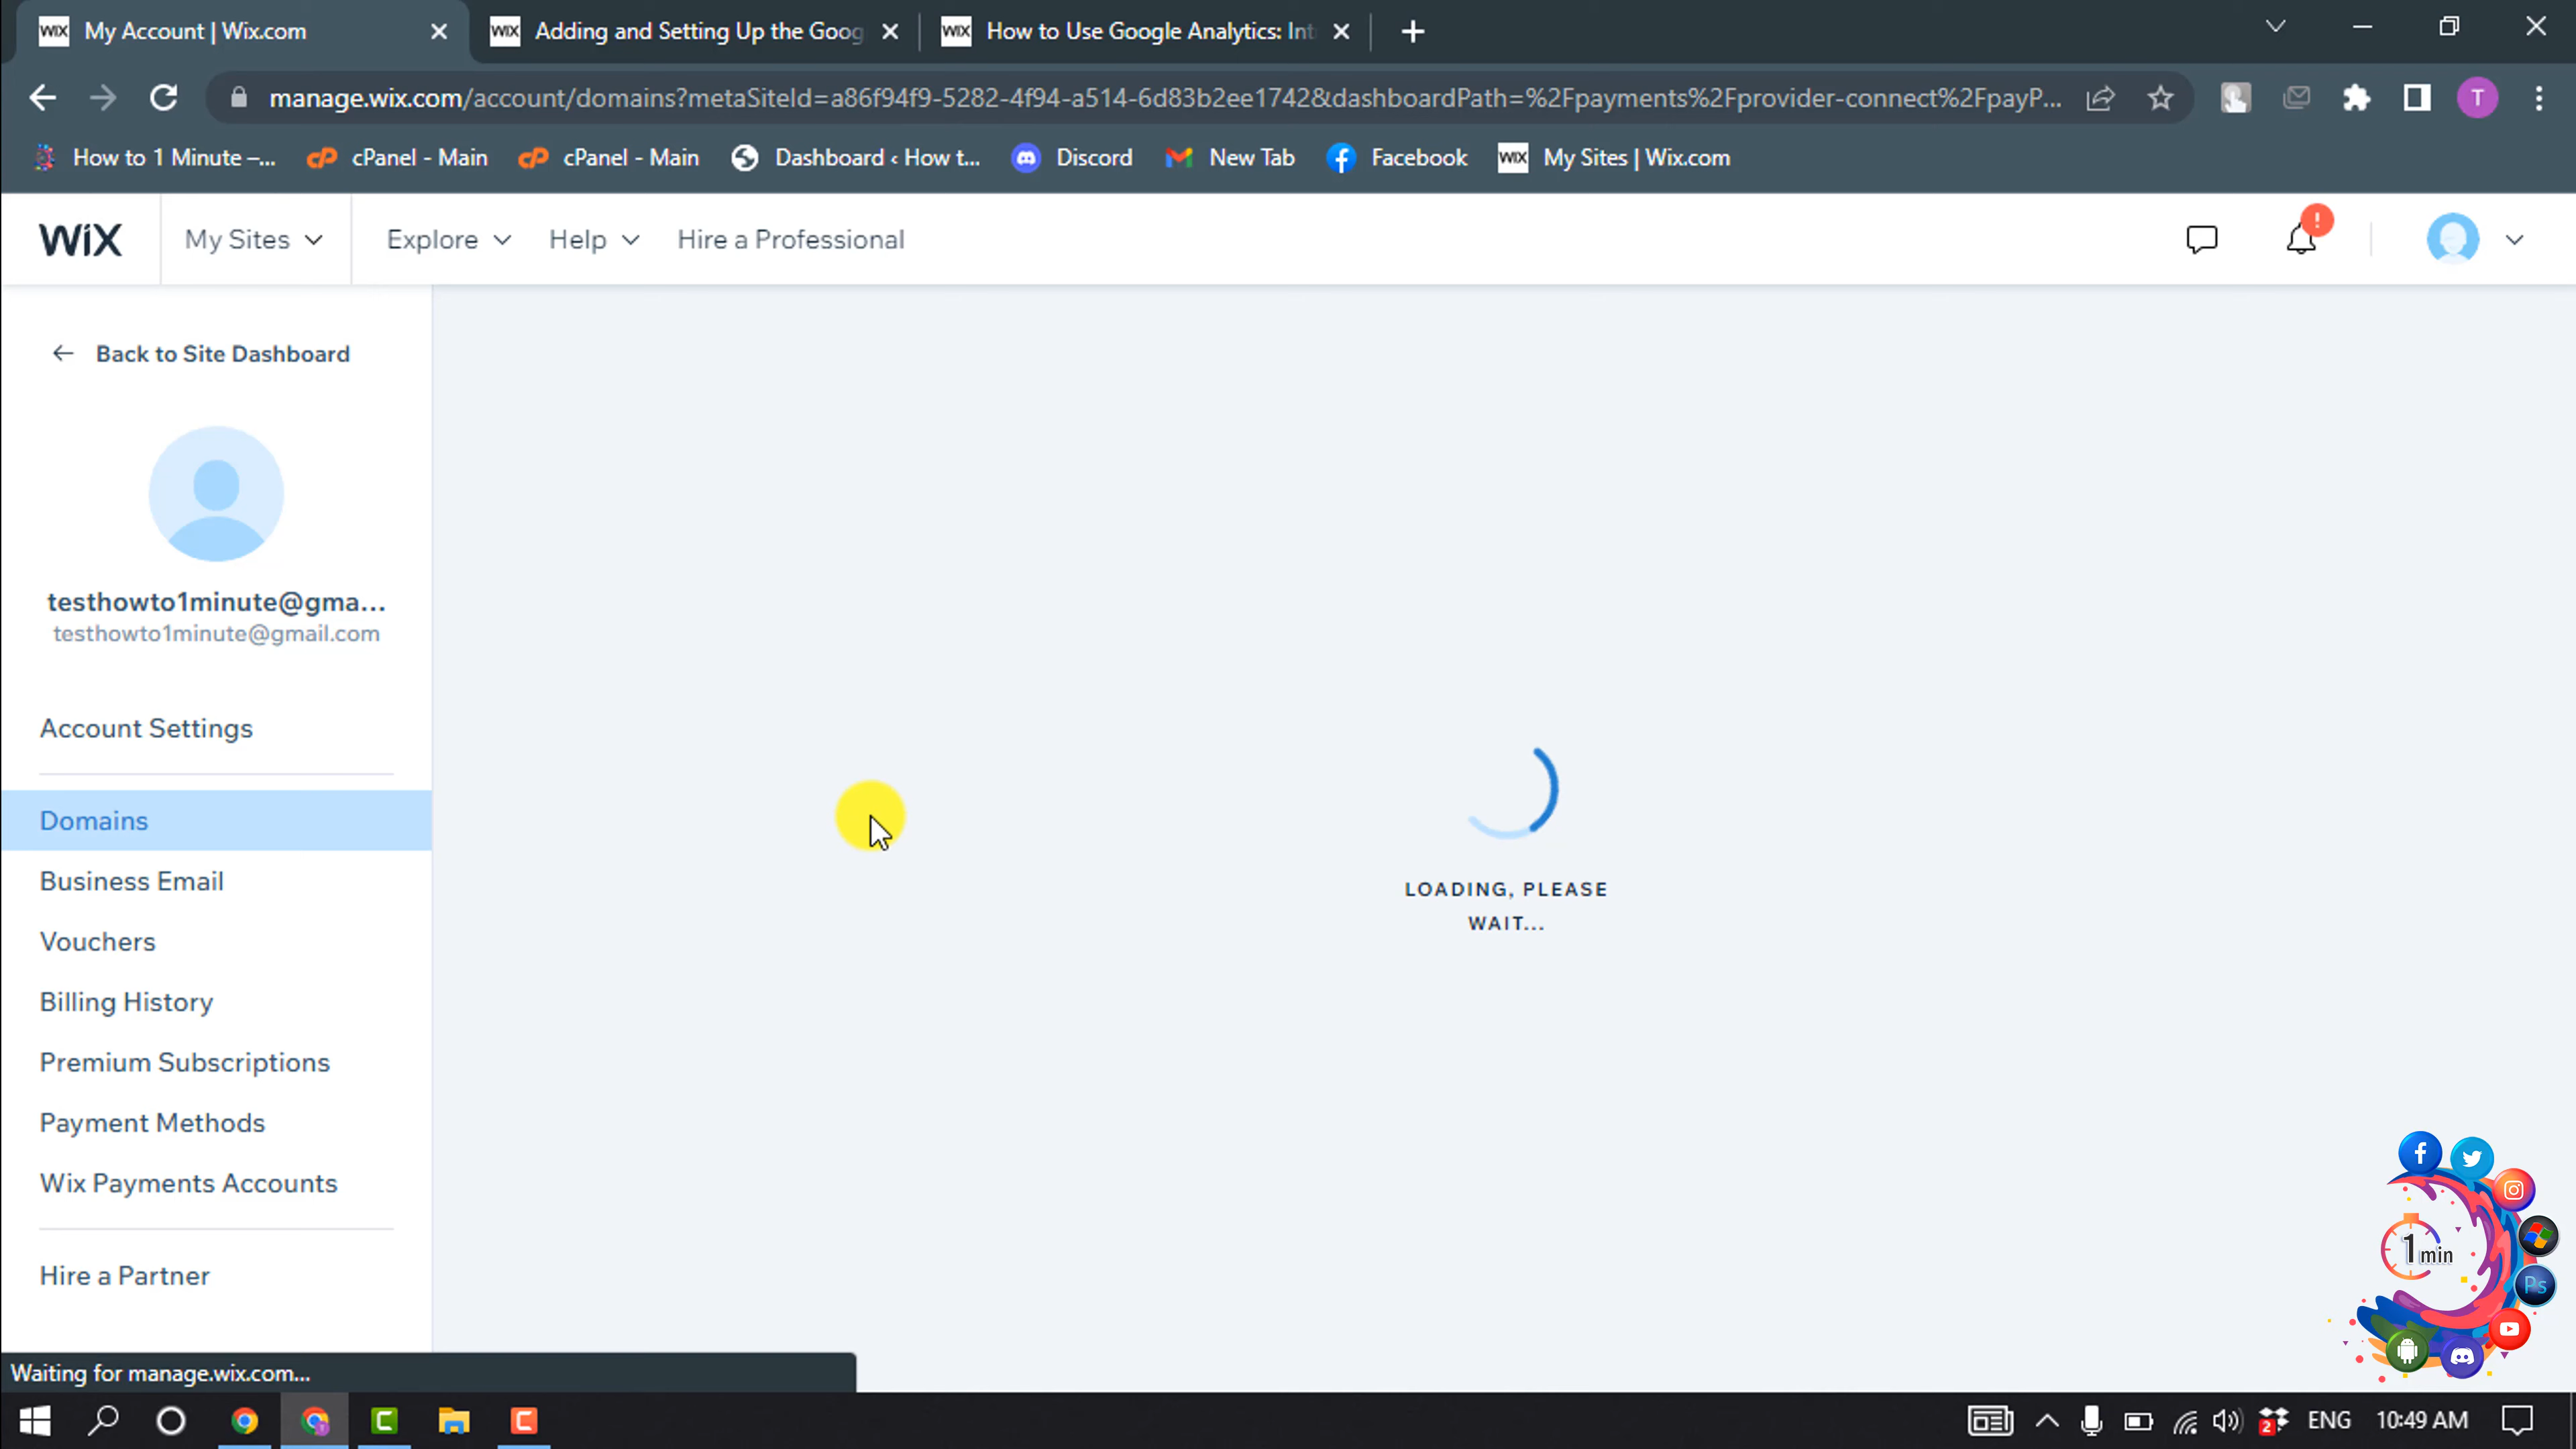 My Account | Wix.com
Adding and Setting Up the Goog
How to Use Google Analytics: Int
manage.wix.com/account/domains?metaSiteId=a86f94f9-5282-4f94-a514-6d83b2ee1742&dashboardPath=%2Fpayments%2Fprovider-connect%2FpayP...
T
How to 1 Minute –...
cPanel - Main
cPanel - Main
Dashboard ‹ How t...
Discord
New Tab
Facebook
WIX My Sites | Wix.com
WiX
My Sites
Explore
Help
Hire a Professional
Back to Site Dashboard
testhowto1minute@gma...
testhowto1minute@gmail.com
Account Settings
Domains
Business Email
Vouchers
Billing History
Premium Subscriptions
Payment Methods
Wix Payments Accounts
Hire a Partner
LOADING, PLEASE
WAIT...
1 min
Ps
Waiting for manage.wix.com...
2
ENG
10:49 AM